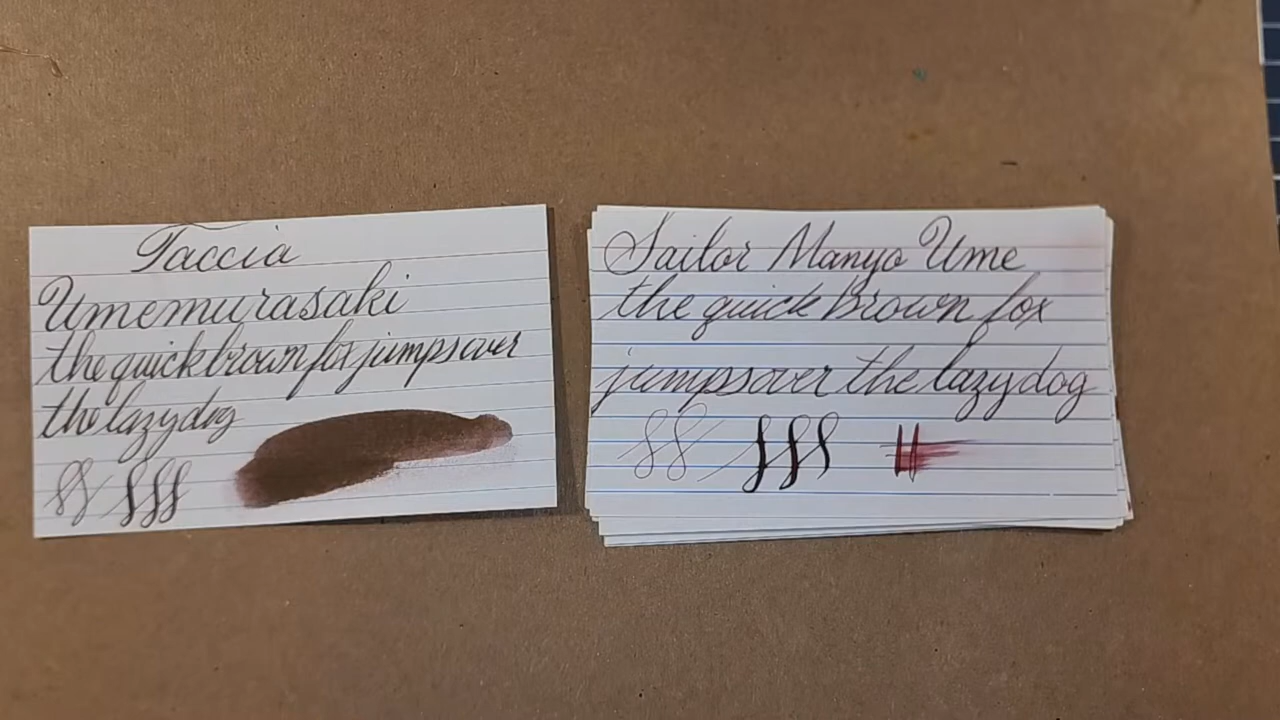 Taccia
Umemurasaki
the quick brown fox jumps over
the lazy dog
Sailor Manyo Ume
the quick brown fox
jumps over the lazy dog